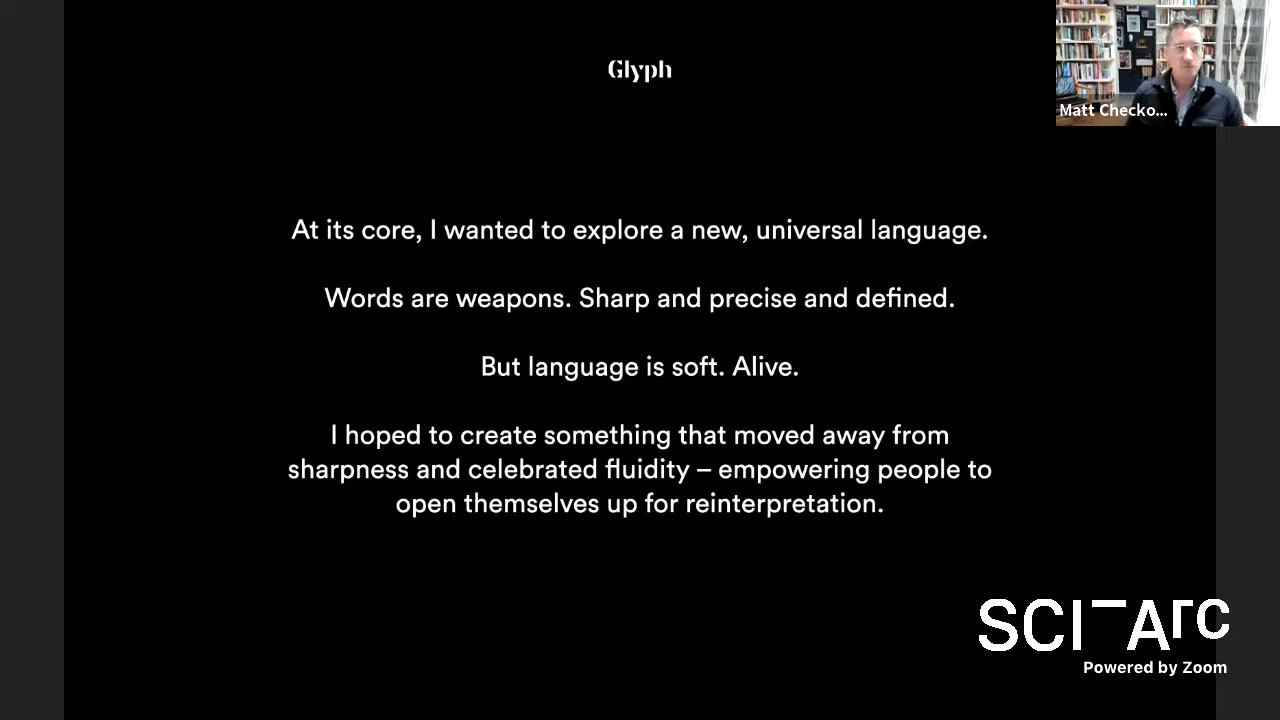 Glyph
Matt Checko...
At its core, I wanted to explore a new, universal language.
Words are weapons. Sharp and precise and defined.
But language is soft. Alive.
I hoped to create something that moved away from
sharpness and celebrated fluidity – empowering people to
open themselves up for reinterpretation.
SCI-Arc
Powered by Zoom